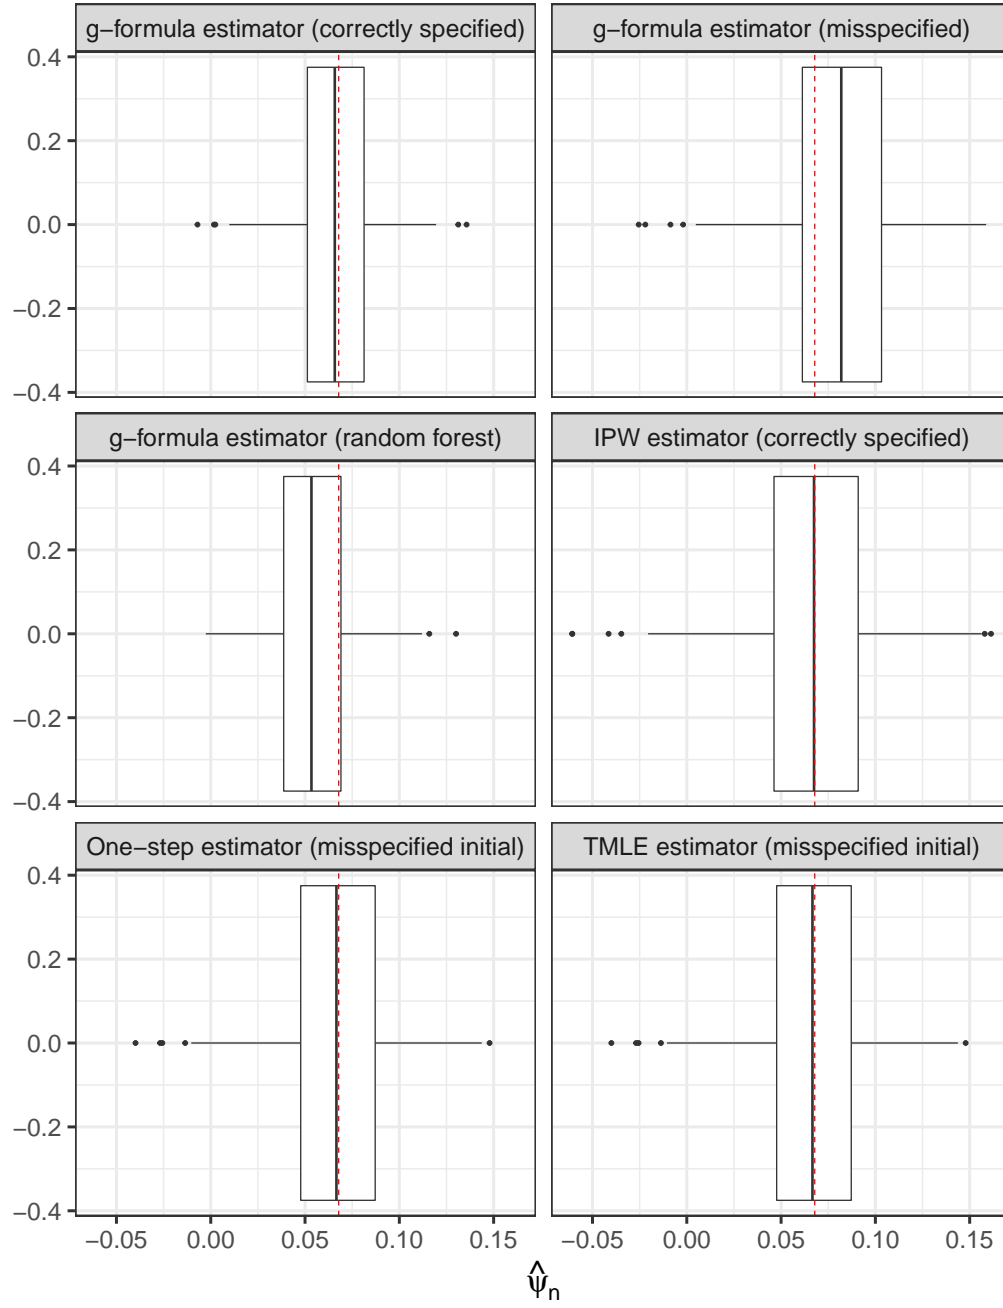 g−formula estimator (correctly specified)
g−formula estimator (misspecified)
0.4
0.2
0.0
−0.2
−0.4
g−formula estimator (random forest)
IPW estimator (correctly specified)
0.4
0.2
0.0
−0.2
−0.4
One−step estimator (misspecified initial)
TMLE estimator (misspecified initial)
0.4
0.2
0.0
−0.2
−0.4
−0.05 0.00 0.05 0.10 0.15
−0.05 0.00 0.05 0.10 0.15
ψ̂n